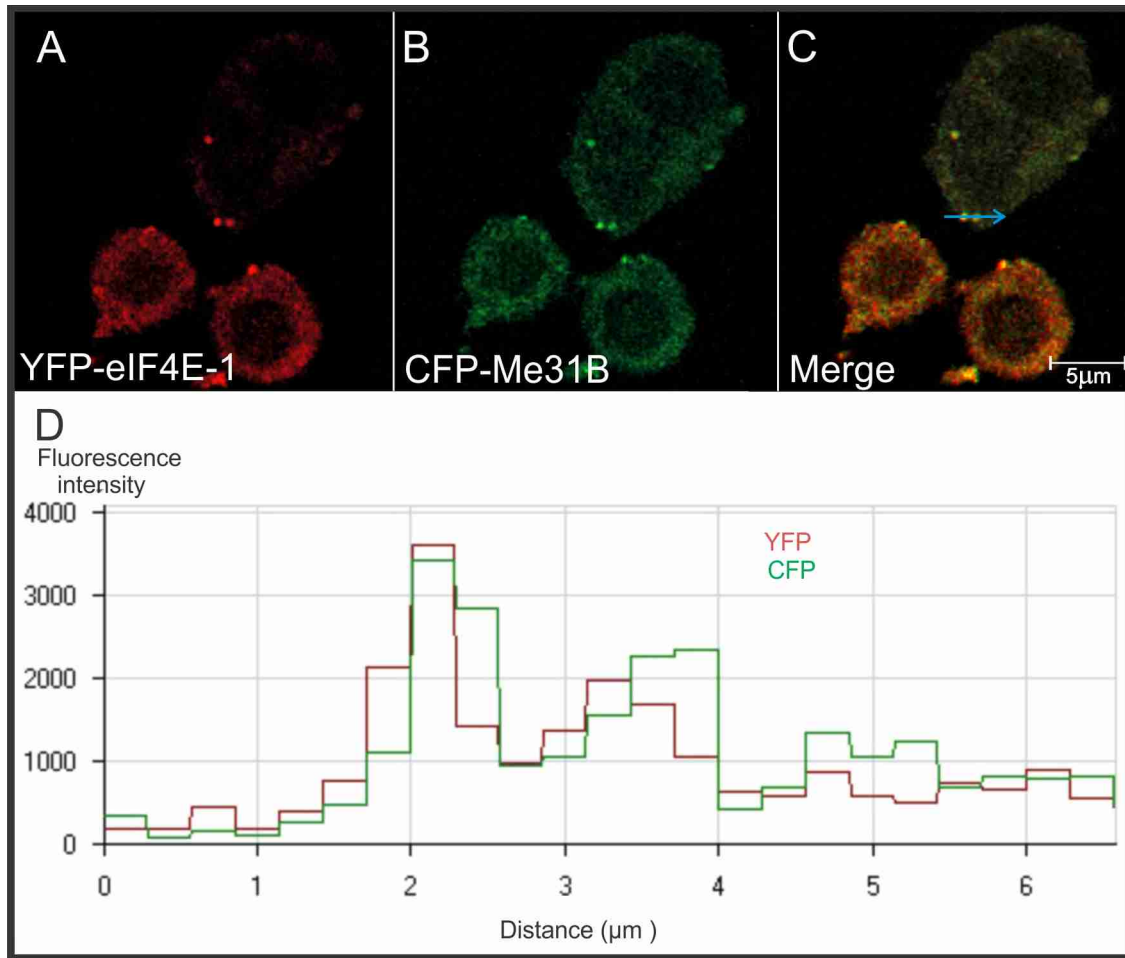 A
B
C
YFP-eIF4E-1
CFP-Me31B
Merge
5µm
D
Fluorescence
intensity
4000
3000
2000
1000
0
YFP
CFP
0 1 2 3 4 5 6
Distance (µm )